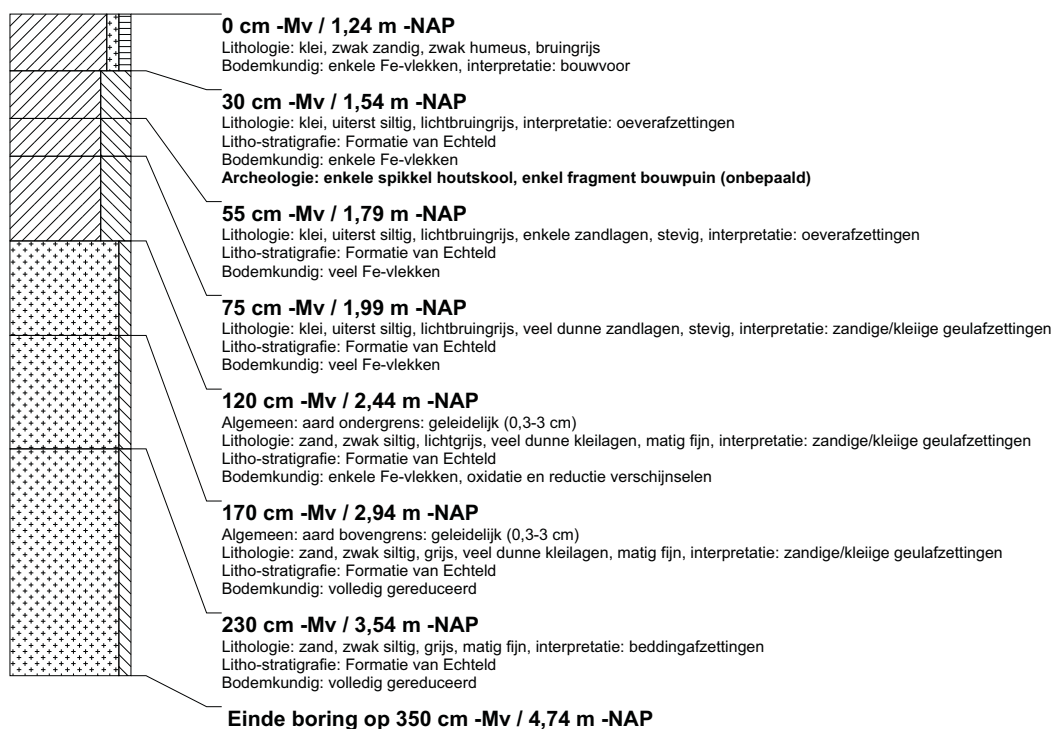 0 cm -Mv / 1,24 m -NAP
Lithologie: klei, zwak zandig, zwak humeus, bruingrijs
Bodemkundig: enkele Fe-vlekken, interpretatie: bouwvoor
30 cm -Mv / 1,54 m -NAP
Lithologie: klei, uiterst siltig, lichtbruingrijs, interpretatie: oeverafzettingen
Litho-stratigrafie: Formatie van Echteld
Bodemkundig: enkele Fe-vlekken
Archeologie: enkele spikkel houtskool, enkel fragment bouwpuin (onbepaald)
55 cm -Mv / 1,79 m -NAP
Lithologie: klei, uiterst siltig, lichtbruingrijs, enkele zandlagen, stevig, interpretatie: oeverafzettingen
Litho-stratigrafie: Formatie van Echteld
Bodemkundig: veel Fe-vlekken
75 cm -Mv / 1,99 m -NAP
Lithologie: klei, uiterst siltig, lichtbruingrijs, veel dunne zandlagen, stevig, interpretatie: zandige/kleiige geulafzettingen
Litho-stratigrafie: Formatie van Echteld
Bodemkundig: veel Fe-vlekken
120 cm -Mv / 2,44 m -NAP
Algemeen: aard ondergrens: geleidelijk (0,3-3 cm)
Lithologie: zand, zwak siltig, lichtgrijs, veel dunne kleilagen, matig fijn, interpretatie: zandige/kleiige geulafzettingen
Litho-stratigrafie: Formatie van Echteld
Bodemkundig: enkele Fe-vlekken, oxidatie en reductie verschijnselen
170 cm -Mv / 2,94 m -NAP
Algemeen: aard bovengrens: geleidelijk (0,3-3 cm)
Lithologie: zand, zwak siltig, grijs, veel dunne kleilagen, matig fijn, interpretatie: zandige/kleiige geulafzettingen
Litho-stratigrafie: Formatie van Echteld
Bodemkundig: volledig gereduceerd
230 cm -Mv / 3,54 m -NAP
Lithologie: zand, zwak siltig, grijs, matig fijn, interpretatie: beddingafzettingen
Litho-stratigrafie: Formatie van Echteld
Bodemkundig: volledig gereduceerd
Einde boring op 350 cm -Mv / 4,74 m -NAP